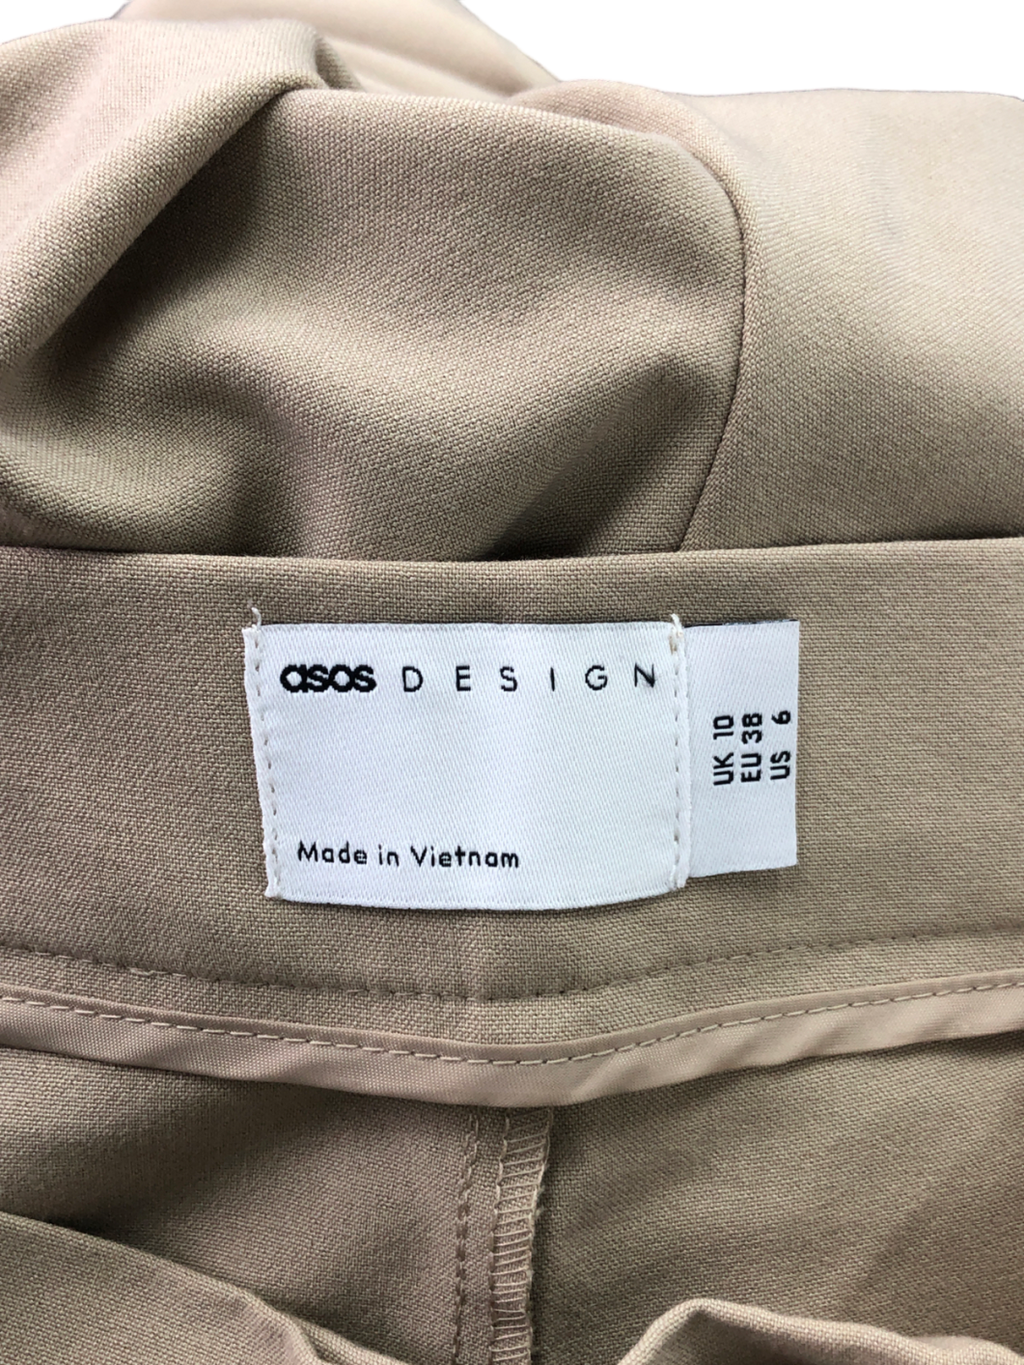 asos DESIGN
Made in Vietnam
UK 10
EU 38
US 6